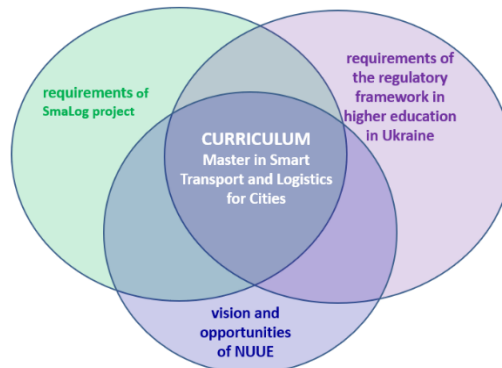 requirements of
SmaLog project
requirements of
the regulatory
framework in
higher education
in Ukraine
CURRICULUM
Master in Smart
Transport and Logistics
for Cities
vision and
opportunities
of NUUE